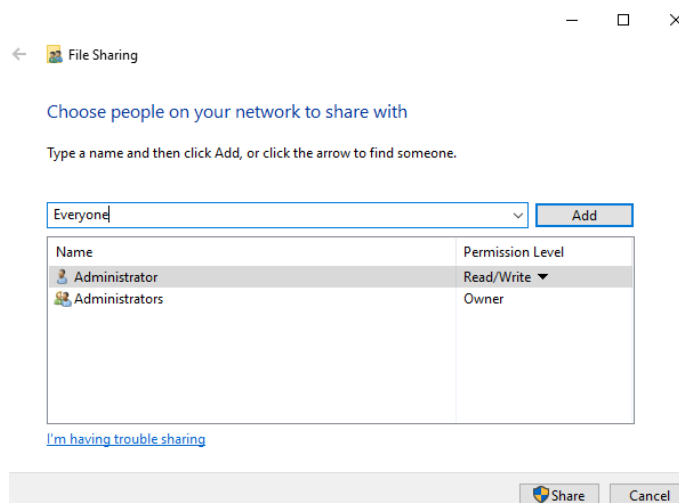 File Sharing
Choose people on your network to share with
Type a name and then click Add, or click the arrow to find someone.
Everyone Add
Name Permission Level
Administrator Read/Write
Administrators Owner
I'm having trouble sharing
Share Cancel